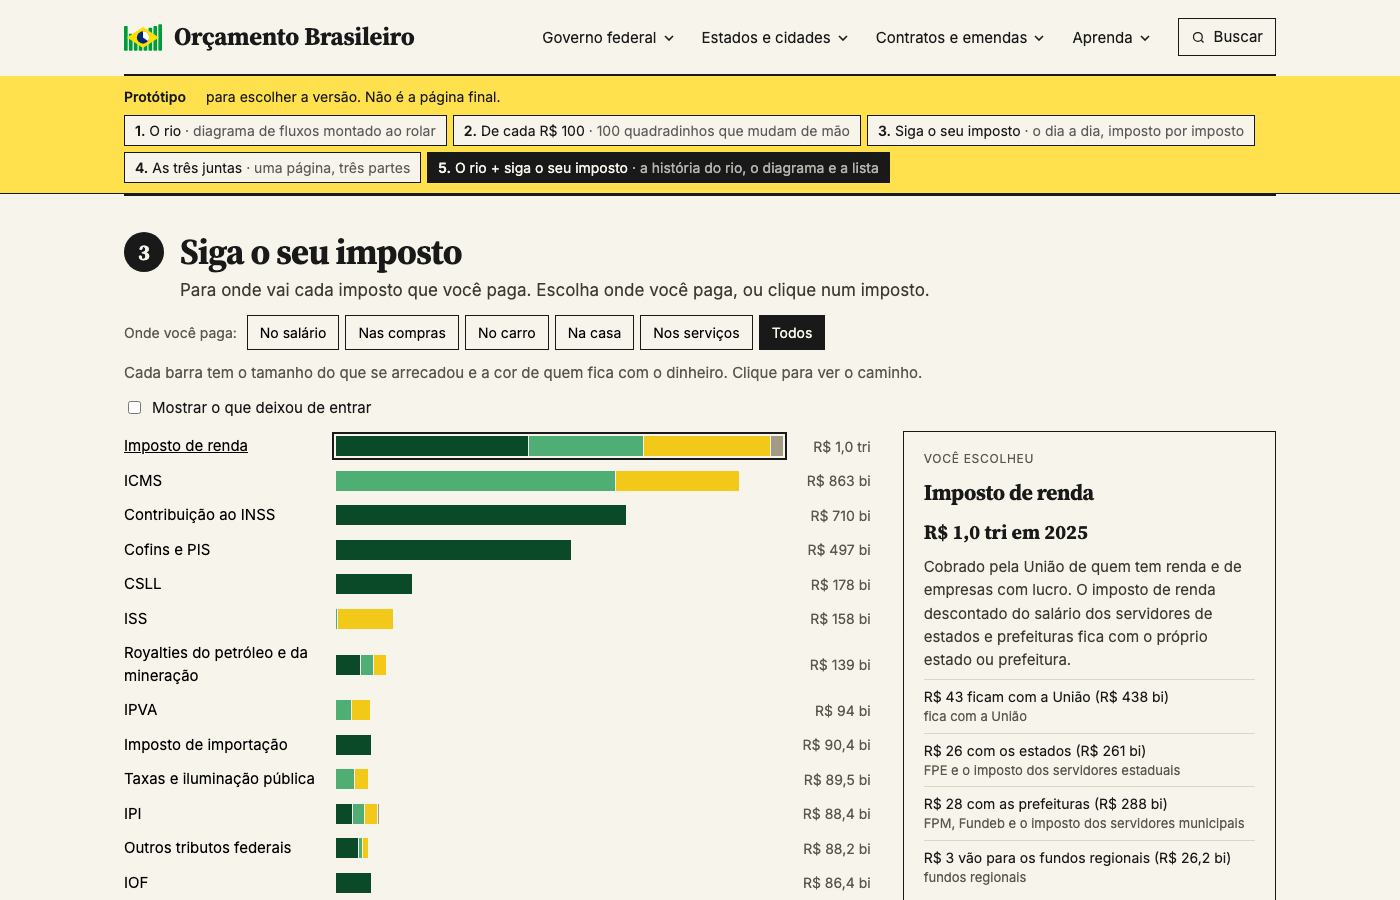 Orçamento Brasileiro
Governo federal
Estados e cidades
Contratos e emendas
Aprenda
Buscar
Protótipo para escolher a versão. Não é a página final.
1. O rio · diagrama de fluxos montado ao rolar
2. De cada R$ 100 · 100 quadradinhos que mudam de mão
3. Siga o seu imposto · o dia a dia, imposto por imposto
4. As três juntas · uma página, três partes
5. O rio + siga o seu imposto · a história do rio, o diagrama e a lista
3 Siga o seu imposto
Para onde vai cada imposto que você paga. Escolha onde você paga, ou clique num imposto.
Onde você paga:
No salário
Nas compras
No carro
Na casa
Nos serviços
Todos
Cada barra tem o tamanho do que se arrecadou e a cor de quem fica com o dinheiro. Clique para ver o caminho.
Mostrar o que deixou de entrar
Imposto de renda R$ 1,0 tri
ICMS R$ 863 bi
Contribuição ao INSS R$ 710 bi
Cofins e PIS R$ 497 bi
CSLL R$ 178 bi
ISS R$ 158 bi
Royalties do petróleo e da
mineração R$ 139 bi
IPVA R$ 94 bi
Imposto de importação R$ 90,4 bi
Taxas e iluminação pública R$ 89,5 bi
IPI R$ 88,4 bi
Outros tributos federais R$ 88,2 bi
IOF R$ 86,4 bi
VOCÊ ESCOLHEU
Imposto de renda
R$ 1,0 tri em 2025
Cobrado pela União de quem tem renda e de
empresas com lucro. O imposto de renda
descontado do salário dos servidores de
estados e prefeituras fica com o próprio
estado ou prefeitura.
R$ 43 ficam com a União (R$ 438 bi)
fica com a União
R$ 26 com os estados (R$ 261 bi)
FPE e o imposto dos servidores estaduais
R$ 28 com as prefeituras (R$ 288 bi)
FPM, Fundeb e o imposto dos servidores municipais
R$ 3 vão para os fundos regionais (R$ 26,2 bi)
fundos regionais